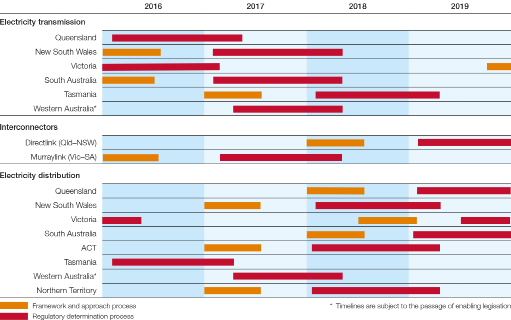 2016 2017 2018 2019
Electricity transmission
Queensland
New South Wales
Victoria
South Australia
Tasmania
Western Australia*
Interconnectors
Directlink (Qld–NSW)
Murraylink (Vic–SA)
Electricity distribution
Queensland
New South Wales
Victoria
South Australia
ACT
Tasmania
Western Australia*
Northern Territory
Framework and approach process
* Timelines are subject to the passage of enabling legisation
Regulatory determination process